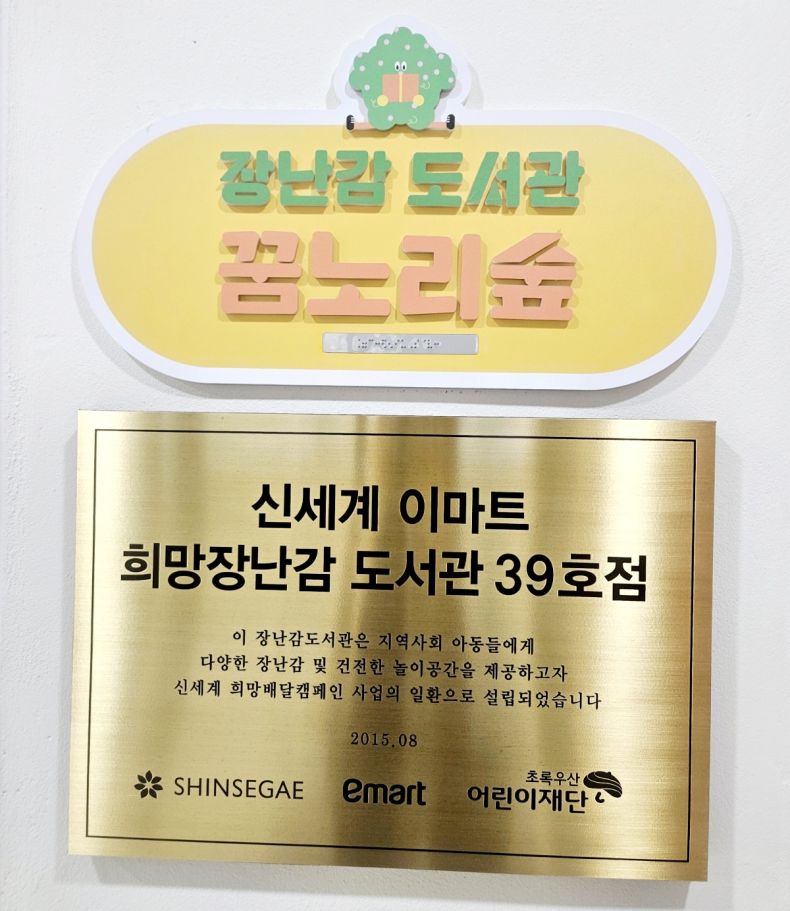 장난감 도서관
꿈노리숲
신세계 이마트
희망장난감 도서관 39호점
이 장난감도서관은 지역사회 아동들에게
다양한 장난감 및 건전한 놀이공간을 제공하고자
신세계 희망배달캠페인 사업의 일환으로 설립되었습니다
2015.08
SHINSEGAE
emart
초록우산
어린이재단